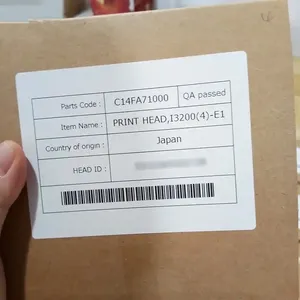 Parts Code : C14FA71000 QA passed
Item Name : PRINT HEAD,I3200(4)-E1
Country of origin : Japan
HEAD ID :